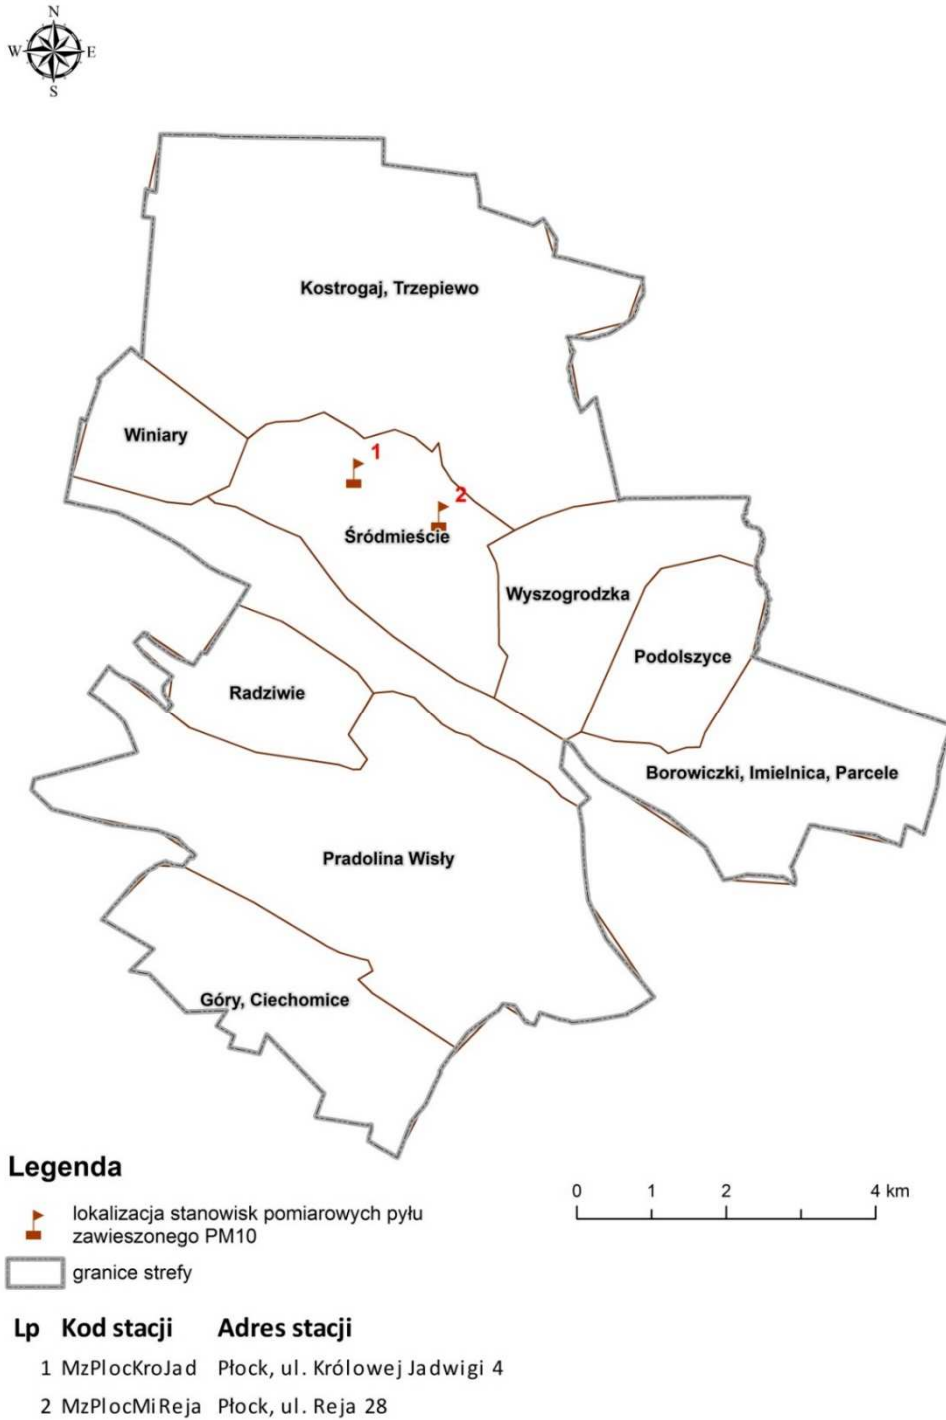 N
W E
S
Kostrogaj, Trzepiewo
Winiary
1
2
Śródmieście
Wyszogrodzka
Podolszyce
Radziwie
Borowiczki, Imielnica, Parcele
Pradolina Wisły
Góry, Ciechomice
Legenda
lokalizacja stanowisk pomiarowych pyłu
zawieszonego PM10
granice strefy
0 1 2 4 km
Lp Kod stacji Adres stacji
1 MzPlocKroJad Płock, ul. Królowej Jadwigi 4
2 MzPlocMiReja Płock, ul. Reja 28